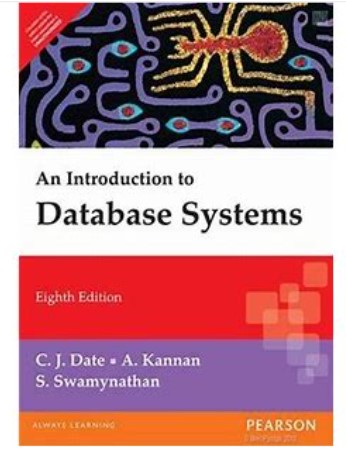 An Introduction to
Database Systems
Eighth Edition
C. J. Date ▪ A. Kannan
S. Swamynathan
ALWAYS LEARNING
PEARSON